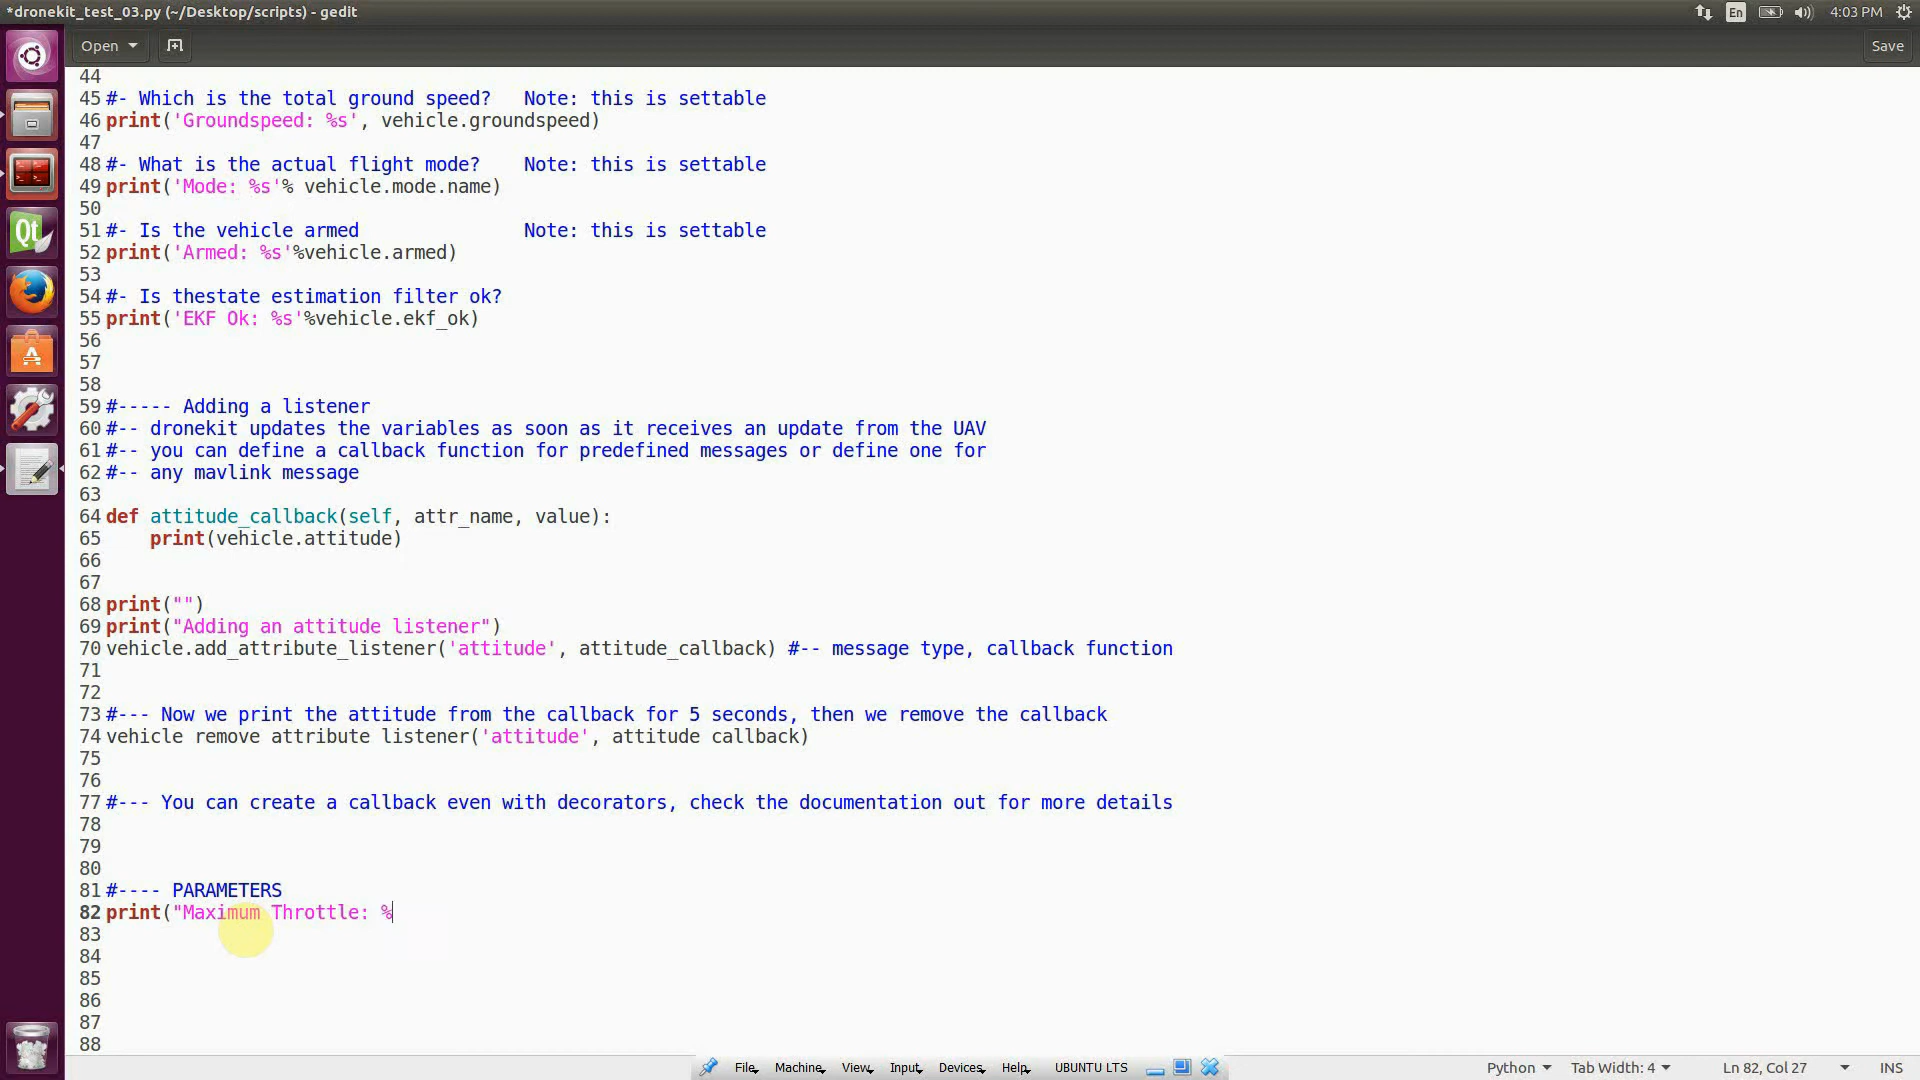 *dronekit_test_03.py (~/Desktop/scripts) - gedit
En
4:03 PM
Open
Save
44
45 #- Which is the total ground speed?   Note: this is settable
46 print('Groundspeed: %s', vehicle.groundspeed)
47
48 #- What is the actual flight mode?    Note: this is settable
49 print('Mode: %s'% vehicle.mode.name)
50
51 #- Is the vehicle armed               Note: this is settable
52 print('Armed: %s'%vehicle.armed)
53
54 #- Is thestate estimation filter ok?
55 print('EKF Ok: %s'%vehicle.ekf_ok)
56
57
58
59 #----- Adding a listener
60 #-- dronekit updates the variables as soon as it receives an update from the UAV
61 #-- you can define a callback function for predefined messages or define one for
62 #-- any mavlink message
63
64 def attitude_callback(self, attr_name, value):
65     print(vehicle.attitude)
66
67
68 print("")
69 print("Adding an attitude listener")
70 vehicle.add_attribute_listener('attitude', attitude_callback) #-- message type, callback function
71
72
73 #--- Now we print the attitude from the callback for 5 seconds, then we remove the callback
74 vehicle remove attribute listener('attitude', attitude callback)
75
76
77 #--- You can create a callback even with decorators, check the documentation out for more details
78
79
80
81 #---- PARAMETERS
82 print("Maximum Throttle: %
83
84
85
86
87
88
File Machine View Input Devices Help UBUNTU LTS
Python Tab Width: 4 Ln 82, Col 27 INS
Qt